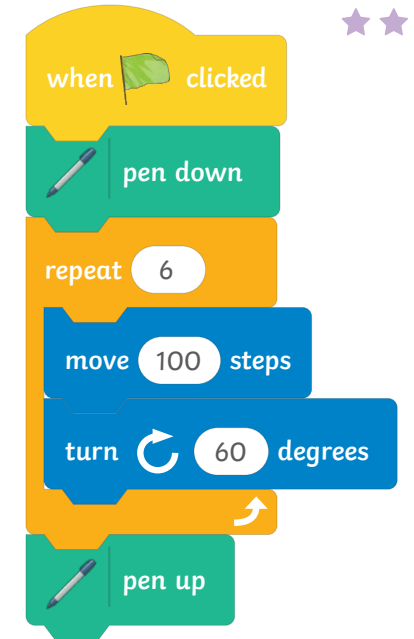 when clicked
pen down
repeat 6
move 100 steps
turn 60 degrees
pen up